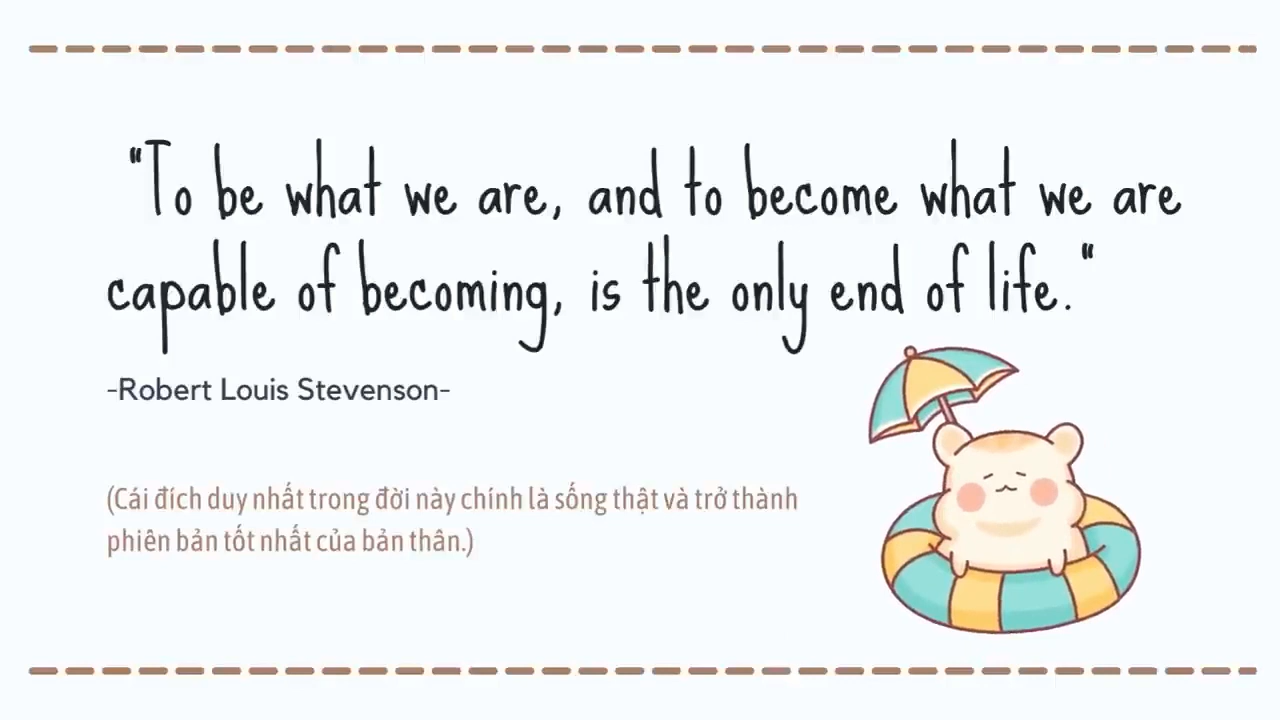 "To be what we are, and to become what we are
capable of becoming, is the only end of life."
-Robert Louis Stevenson-
(Cái đích duy nhất trong đời này chính là sống thật và trở thành
phiên bản tốt nhất của bản thân.)